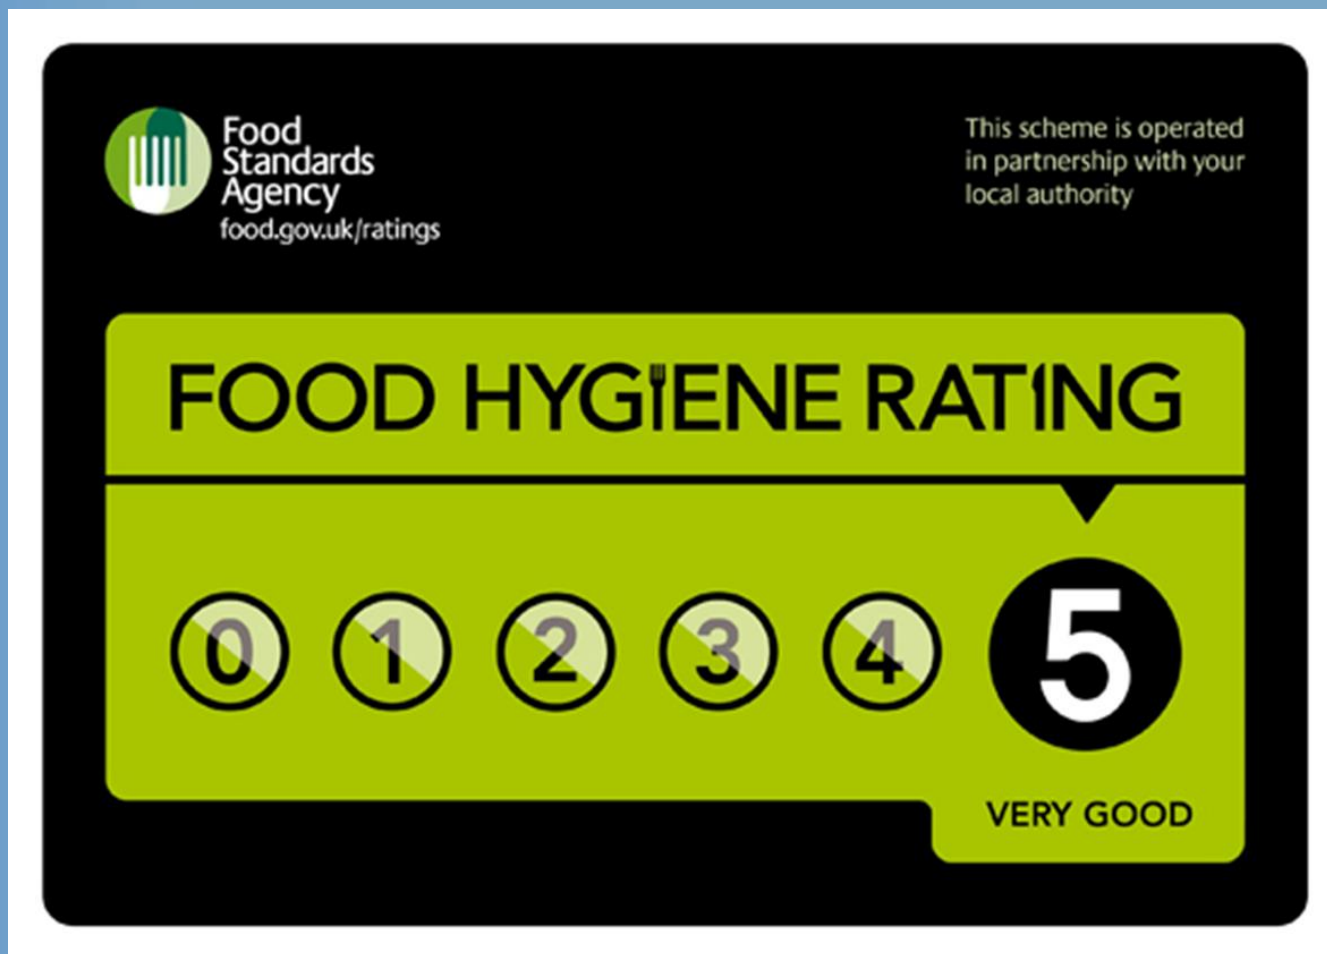 Food
Standards
Agency
food.gov.uk/ratings
This scheme is operated
in partnership with your
local authority
FOOD HYGIENE RATING
0 1 2 3 4 5
VERY GOOD